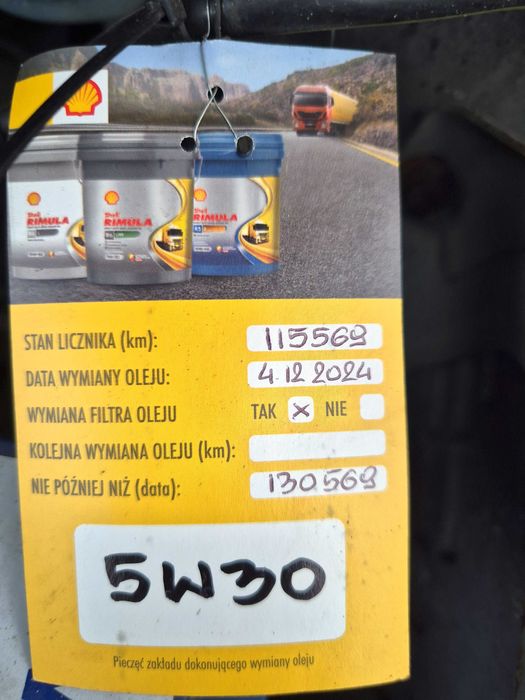 Shell RIMULA
Shell RIMULA
Shell RIMULA
STAN LICZNIKA (km): 115569
DATA WYMIANY OLEJU: 4.12 2024
WYMIANA FILTRA OLEJU TAK X NIE
KOLEJNA WYMIANA OLEJU (km):
NIE PÓŹNIEJ NIŻ (data): 130569
5W30
Pieczęć zakładu dokonującego wymiany oleju